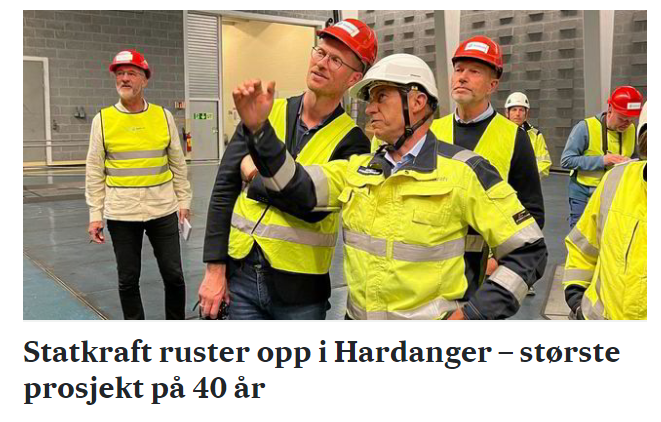 Statkraft ruster opp i Hardanger – største
prosjekt på 40 år